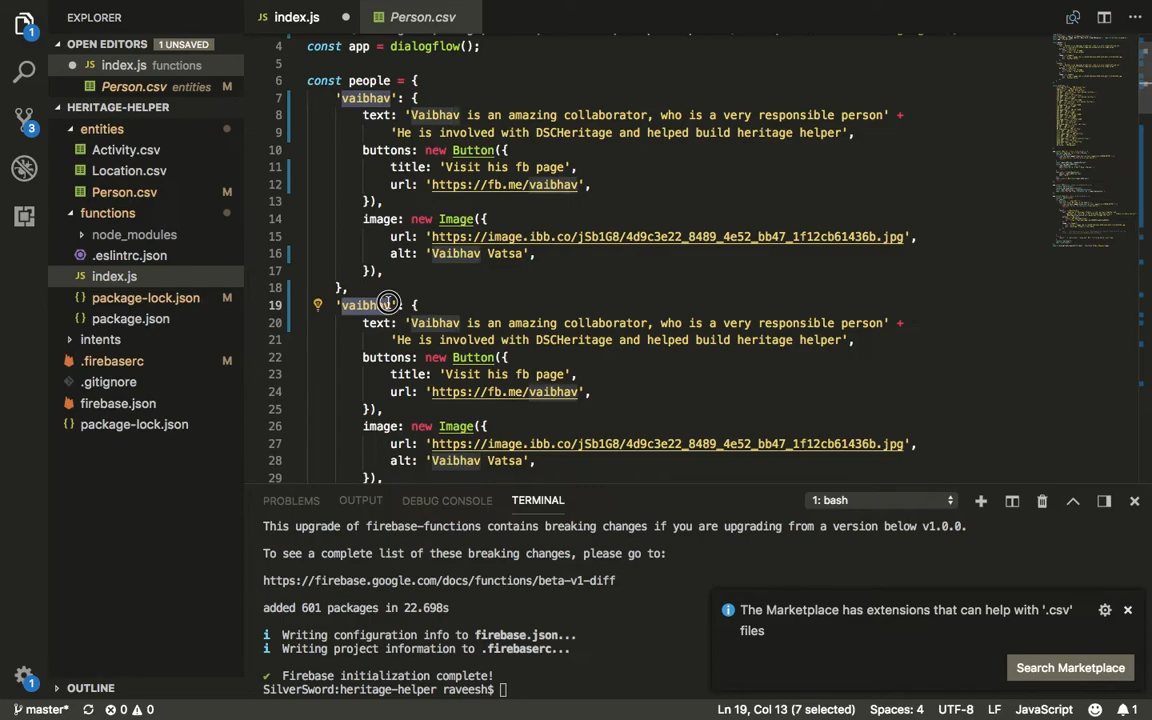 EXPLORER
OPEN EDITORS 1 UNSAVED
index.js functions
Person.csv entities M
HERITAGE-HELPER
entities
Activity.csv
Location.csv
Person.csv M
functions
node_modules
.eslintrc.json
index.js
package-lock.json M
package.json
intents
.firebaserc M
.gitignore
firebase.json
package-lock.json
OUTLINE
1
3
1
index.js
Person.csv
4 const app = dialogflow();
5
6 const people = {
7 'vaibhav': {
8 text: 'Vaibhav is an amazing collaborator, who is a very responsible person' +
9 'He is involved with DSCHeritage and helped build heritage helper',
10 buttons: new Button({
11 title: 'Visit his fb page',
12 url: 'https://fb.me/vaibhav',
13 }),
14 image: new Image({
15 url: 'https://image.ibb.co/jSb1G8/4d9c3e22_8489_4e52_bb47_1f12cb61436b.jpg',
16 alt: 'Vaibhav Vatsa',
17 }),
18 },
19 'vaibhav': {
20 text: 'Vaibhav is an amazing collaborator, who is a very responsible person' +
21 'He is involved with DSCHeritage and helped build heritage helper',
22 buttons: new Button({
23 title: 'Visit his fb page',
24 url: 'https://fb.me/vaibhav',
25 }),
26 image: new Image({
27 url: 'https://image.ibb.co/jSb1G8/4d9c3e22_8489_4e52_bb47_1f12cb61436b.jpg',
28 alt: 'Vaibhav Vatsa',
29 }),
PROBLEMS OUTPUT DEBUG CONSOLE TERMINAL 1: bash
This upgrade of firebase-functions contains breaking changes if you are upgrading from a version below v1.0.0.
To see a complete list of these breaking changes, please go to:
https://firebase.google.com/docs/functions/beta-v1-diff
added 601 packages in 22.698s
i Writing configuration info to firebase.json...
i Writing project information to .firebaserc...
✔ Firebase initialization complete!
SilverSword:heritage-helper raveesh$
The Marketplace has extensions that can help with '.csv'
files
Search Marketplace
master* 0 0 Ln 19, Col 13 (7 selected) Spaces: 4 UTF-8 LF JavaScript 1